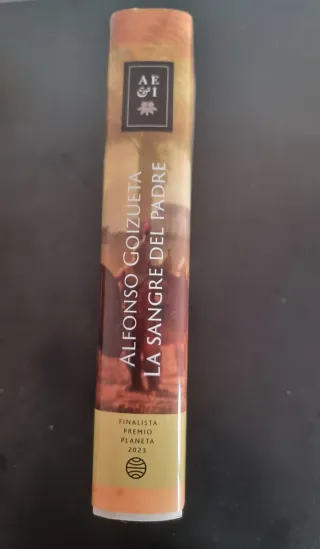 AE
&I
ALFONSO GOIZUETA
LA SANGRE DEL PADRE
FINALISTA
PREMIO
PLANETA
2023